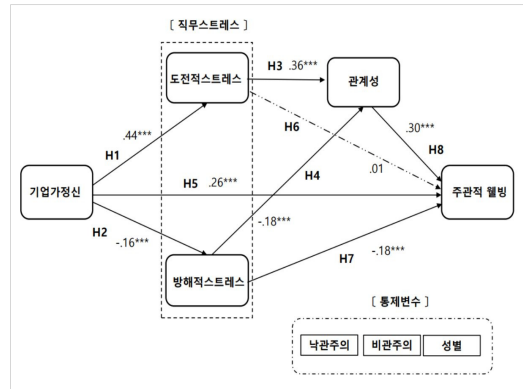 [ 직무스트레스 ]
H3 .36***
도전적스트레스
관계성
H6
.44***
.30***
H1
H8
H4
.01
기업가정신
H5 .26***
주관적 웰빙
H2
-.18***
-.16***
-.18***
H7
방해적스트레스
[ 통제변수 ]
낙관주의 비관주의 성별